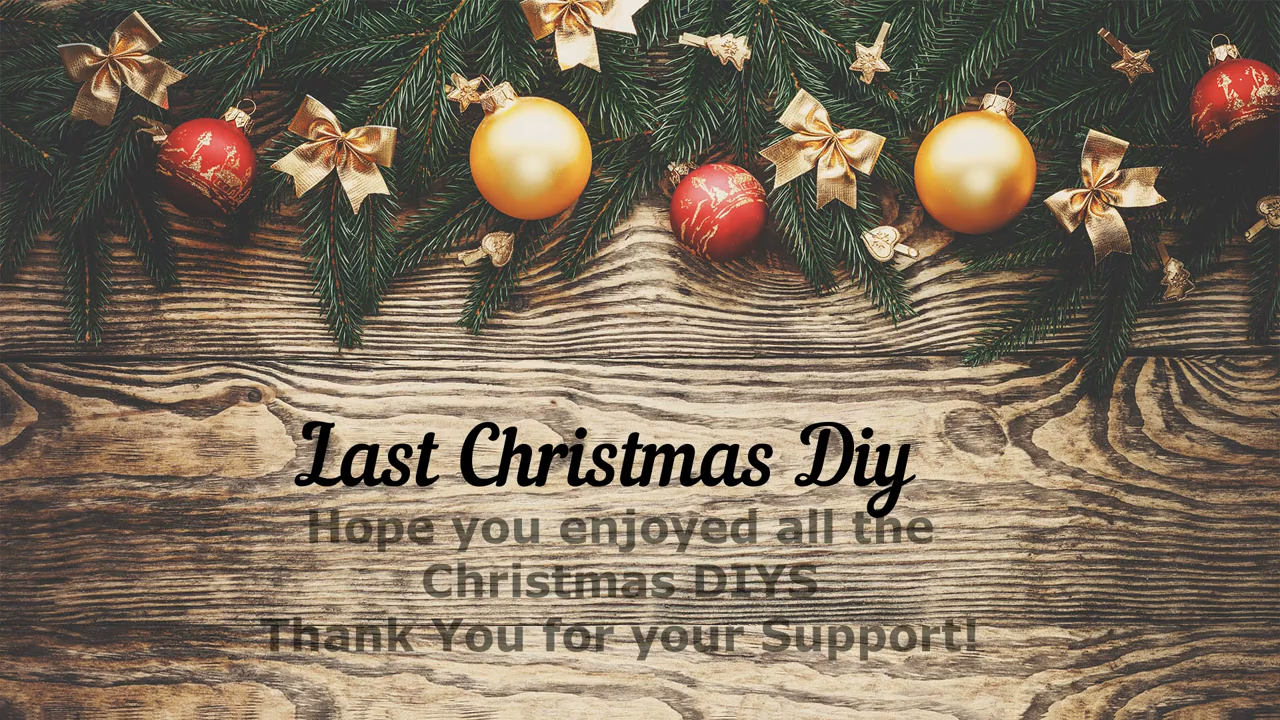 Last Christmas Diy
Hope you enjoyed all the
Christmas DIYS
Thank You for your Support!